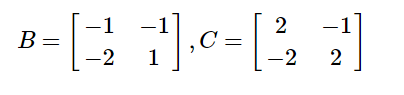 B = [ −1 −1 ; −2 1 ], C = [ 2 −1 ; −2 2 ]